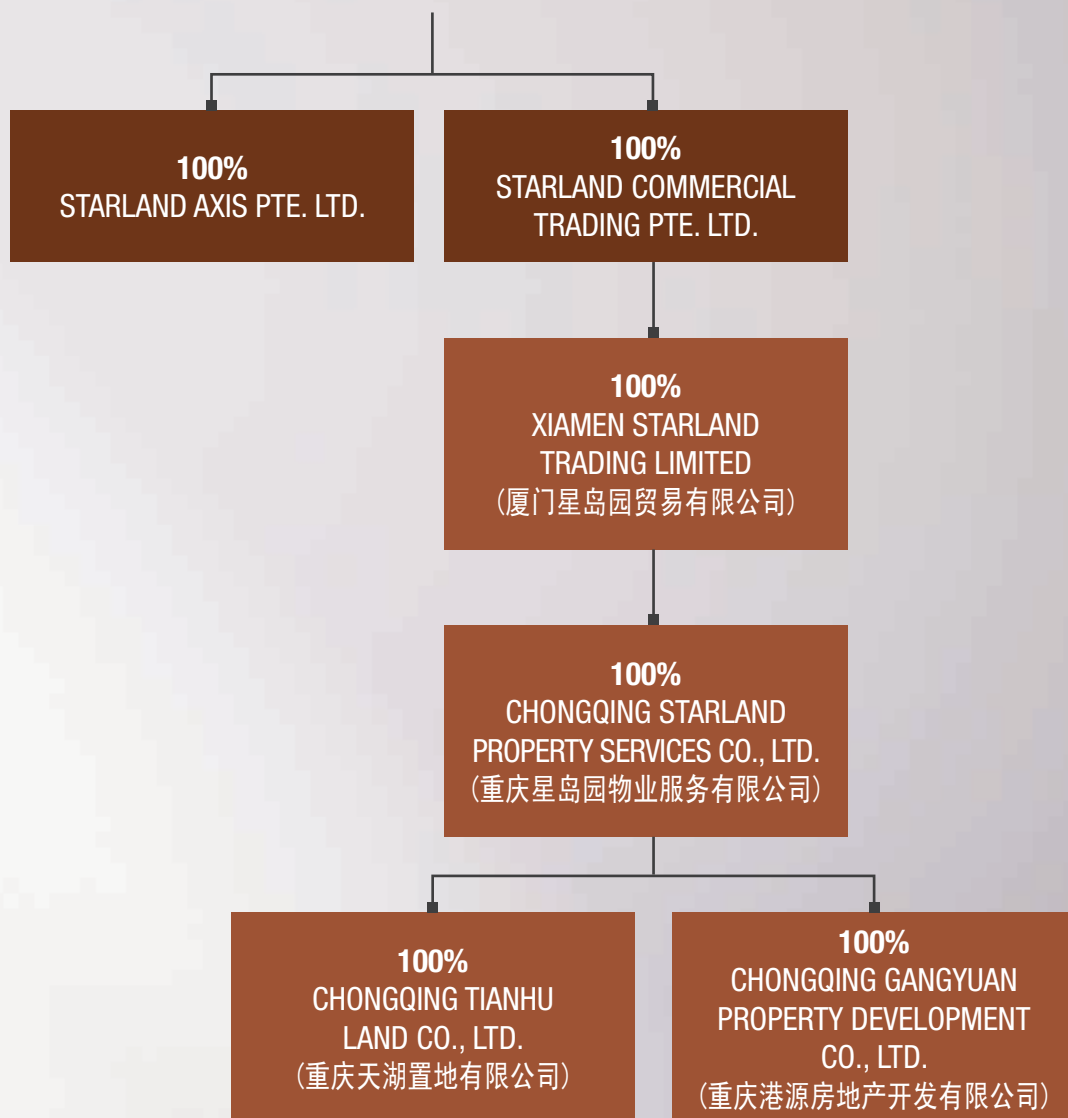 100%
STARLAND AXIS PTE. LTD.
100%
STARLAND COMMERCIAL
TRADING PTE. LTD.
100%
XIAMEN STARLAND
TRADING LIMITED
(厦门星岛园贸易有限公司)
100%
CHONGQING STARLAND
PROPERTY SERVICES CO., LTD.
(重庆星岛园物业服务有限公司)
100%
CHONGQING TIANHU
LAND CO., LTD.
(重庆天湖置地有限公司)
100%
CHONGQING GANGYUAN
PROPERTY DEVELOPMENT
CO., LTD.
(重庆港源房地产开发有限公司)